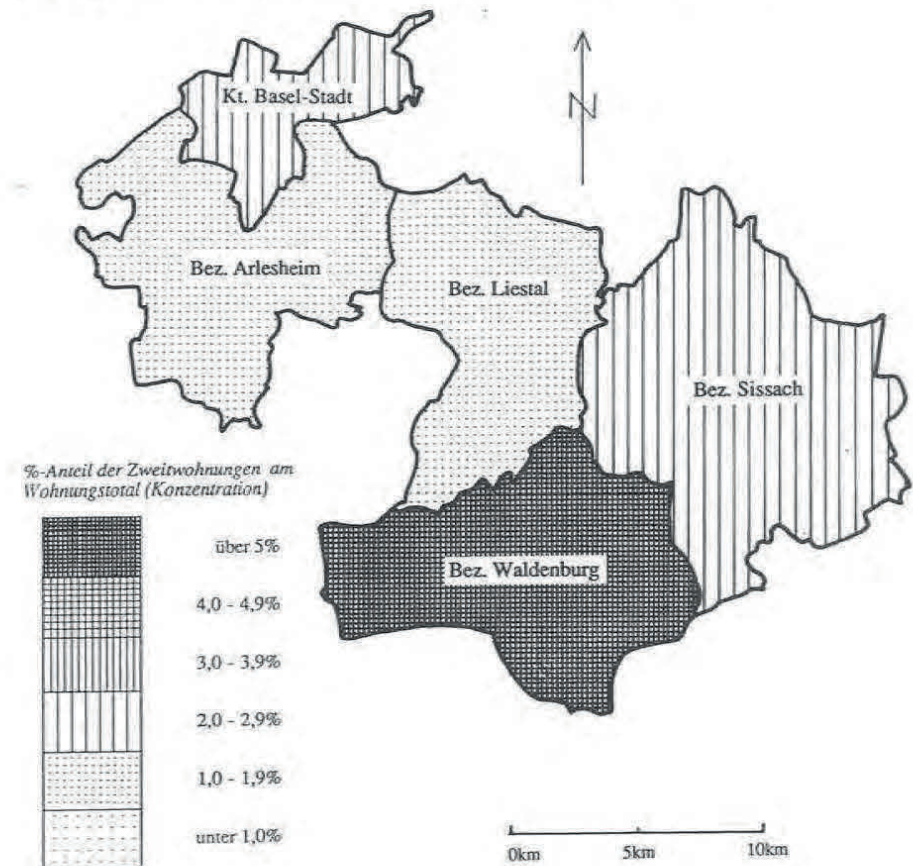 Kt. Basel-Stadt
N
Bez. Arlesheim
Bez. Liestal
Bez. Sissach
Bez. Waldenburg
%-Anteil der Zweitwohnungen am
Wohnungstotal (Konzentration)
über 5%
4,0 - 4,9%
3,0 - 3,9%
2,0 - 2,9%
1,0 - 1,9%
unter 1,0%
0km 5km 10km